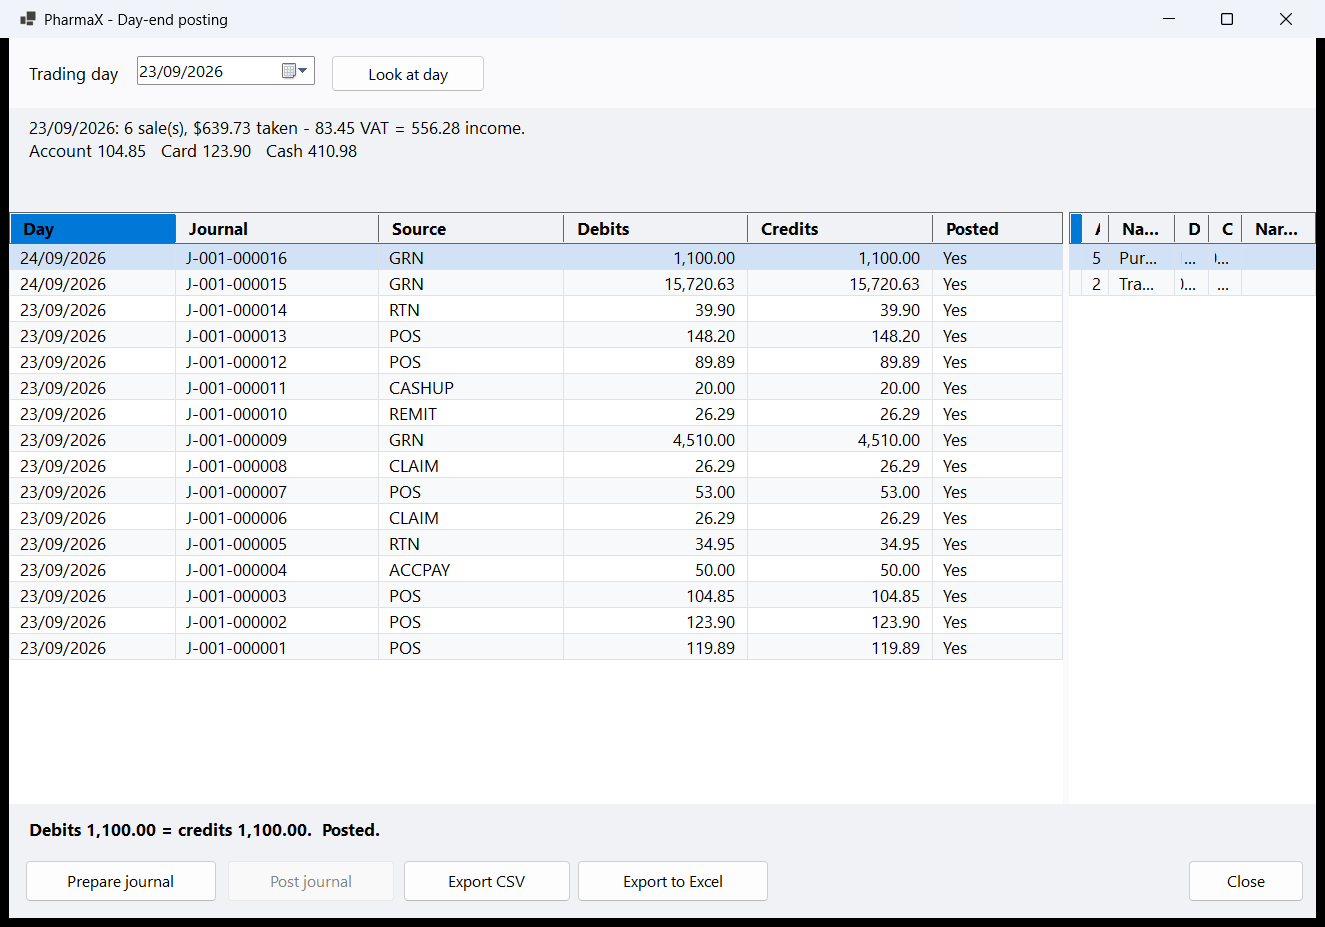 PharmaX - Day-end posting
Trading day 23/09/2026 Look at day
23/09/2026: 6 sale(s), $639.73 taken - 83.45 VAT = 556.28 income.
Account 104.85 Card 123.90 Cash 410.98
Day Journal Source Debits Credits Posted
24/09/2026 J-001-000016 GRN 1,100.00 1,100.00 Yes
24/09/2026 J-001-000015 GRN 15,720.63 15,720.63 Yes
23/09/2026 J-001-000014 RTN 39.90 39.90 Yes
23/09/2026 J-001-000013 POS 148.20 148.20 Yes
23/09/2026 J-001-000012 POS 89.89 89.89 Yes
23/09/2026 J-001-000011 CASHUP 20.00 20.00 Yes
23/09/2026 J-001-000010 REMIT 26.29 26.29 Yes
23/09/2026 J-001-000009 GRN 4,510.00 4,510.00 Yes
23/09/2026 J-001-000008 CLAIM 26.29 26.29 Yes
23/09/2026 J-001-000007 POS 53.00 53.00 Yes
23/09/2026 J-001-000006 CLAIM 26.29 26.29 Yes
23/09/2026 J-001-000005 RTN 34.95 34.95 Yes
23/09/2026 J-001-000004 ACCPAY 50.00 50.00 Yes
23/09/2026 J-001-000003 POS 104.85 104.85 Yes
23/09/2026 J-001-000002 POS 123.90 123.90 Yes
23/09/2026 J-001-000001 POS 119.89 119.89 Yes
Na... D C Nar...
5 Pur... ... ...
2 Tra... ... ...
Debits 1,100.00 = credits 1,100.00. Posted.
Prepare journal Post journal Export CSV Export to Excel Close